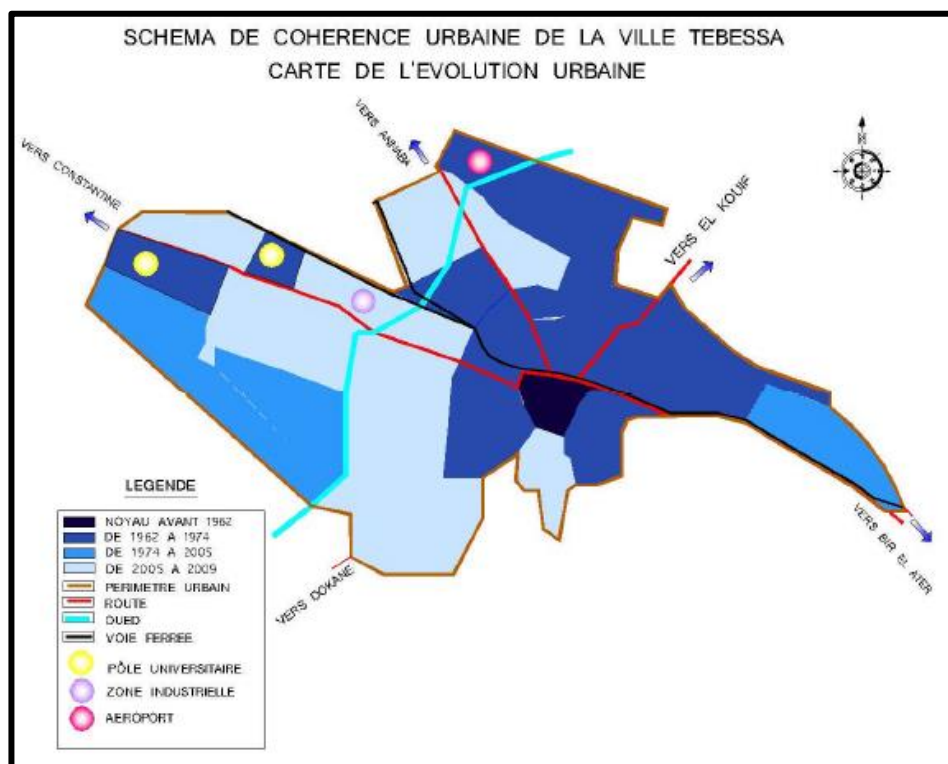 SCHEMA DE COHERENCE URBAINE DE LA VILLE TEBESSA
CARTE DE L'EVOLUTION URBAINE
VERS CONSTANTINE
VERS ANNABA
VERS EL KOUIF
N
VERS BIR EL ATER
VERS DOKANE
LEGENDE
NOYAU AVANT 1962
DE 1962 A 1974
DE 1974 A 2005
DE 2005 A 2009
PERIMETRE URBAIN
ROUTE
OUED
VOIE FERREE
PÔLE UNIVERSITAIRE
ZONE INDUSTRIELLE
AEROPORT